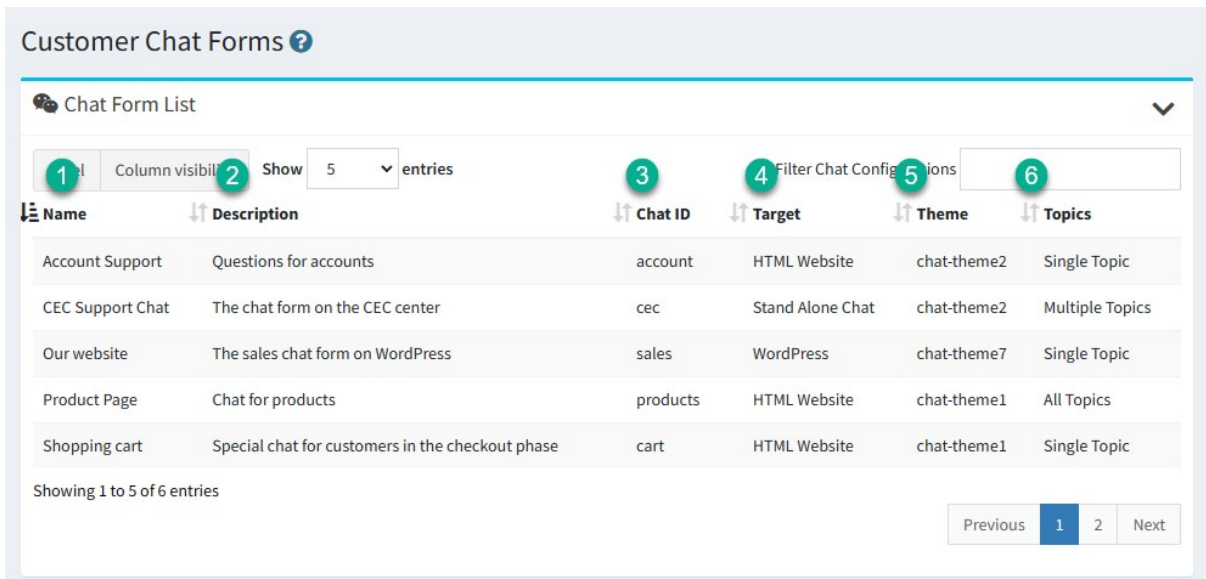 Customer Chat Forms ?
Chat Form List
1 2 3 4 5 6
Column Show 5 entries Filter Chat
Name Description Chat ID Target Theme Topics
Account Support Questions for accounts account HTML Website chat-theme2 Single Topic
CEC Support Chat The chat form on the CEC center cec Stand Alone Chat chat-theme2 Multiple Topics
Our website The sales chat form on WordPress sales WordPress chat-theme7 Single Topic
Product Page Chat for products products HTML Website chat-theme1 All Topics
Shopping cart Special chat for customers in the checkout phase cart HTML Website chat-theme1 Single Topic
Showing 1 to 5 of 6 entries
Previous 1 2 Next